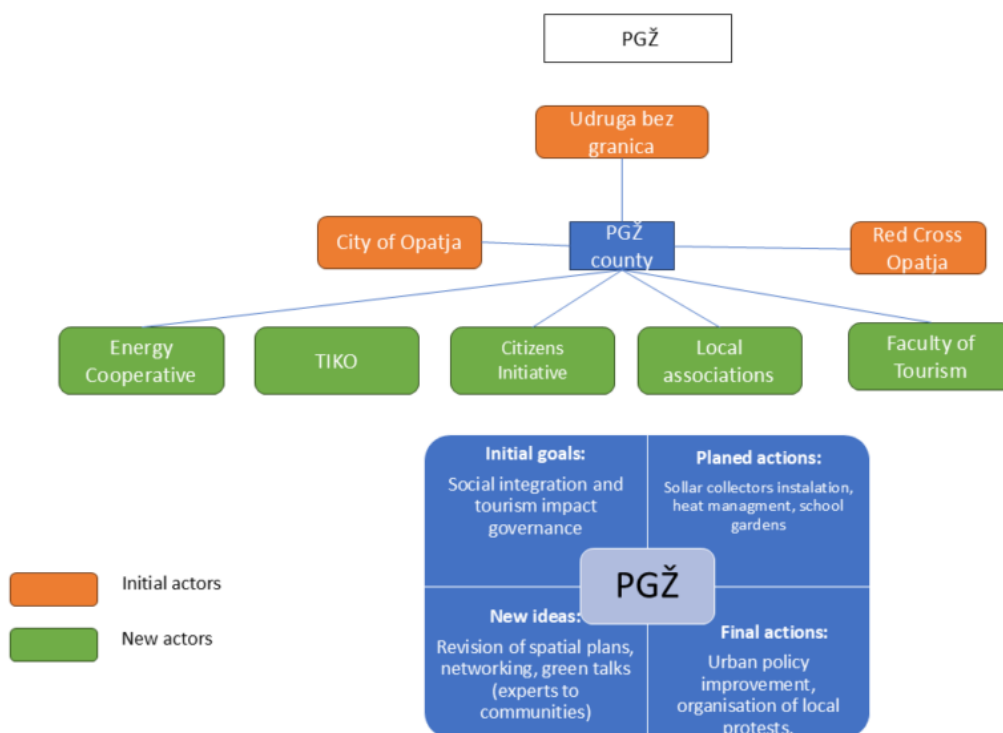 PGŽ
Udruga bez
granica
City of Opatja
PGŽ
county
Red Cross
Opatja
Energy
Cooperative
TIKO
Citizens
Initiative
Local
associations
Faculty of
Tourism
Initial goals:
Social integration and
tourism impact
governance
Planed actions:
Sollar collectors instalation,
heat managment, school
gardens
PGŽ
New ideas:
Revision of spatial plans,
networking, green talks
(experts to
communities)
Final actions:
Urban policy
improvement,
organisation of local
protests.
Initial actors
New actors